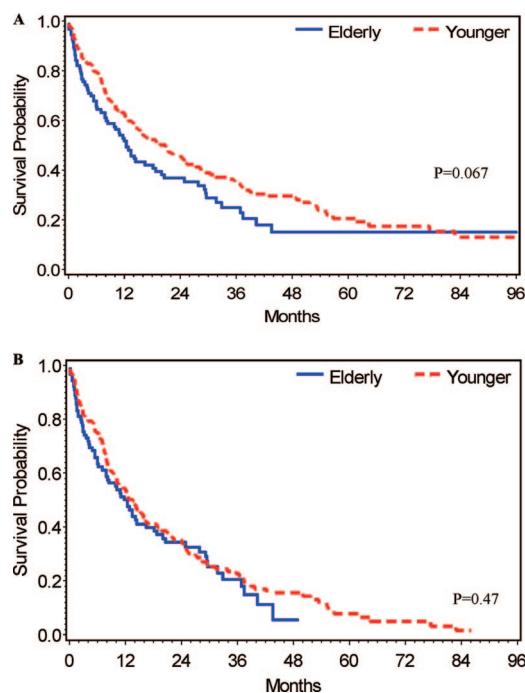 A
Elderly
Younger
Survival Probability
1.0
0.8
0.6
0.4
0.2
0.0
P=0.067
0 12 24 36 48 60 72 84 96
Months
B
Elderly
Younger
Survival Probability
1.0
0.8
0.6
0.4
0.2
0.0
P=0.47
0 12 24 36 48 60 72 84 96
Months